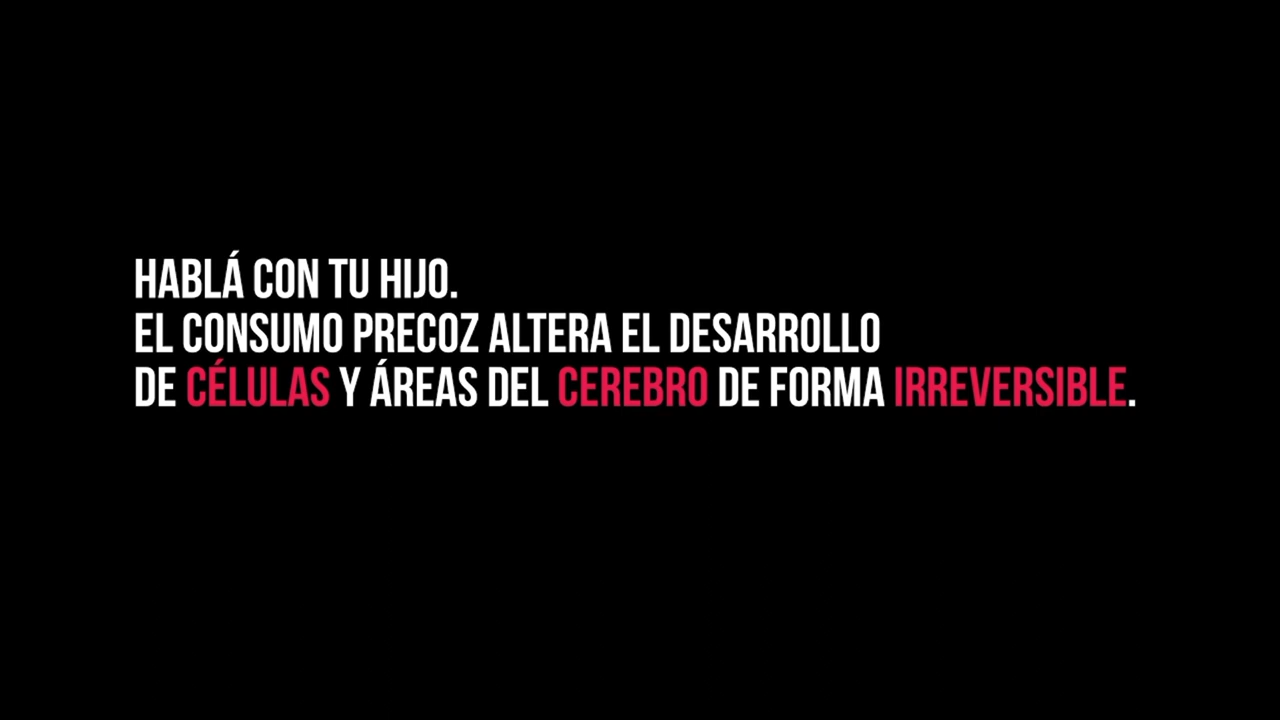 HABLÁ CON TU HIJO.
EL CONSUMO PRECOZ ALTERA EL DESARROLLO
DE CÉLULAS Y ÁREAS DEL CEREBRO DE FORMA IRREVERSIBLE.